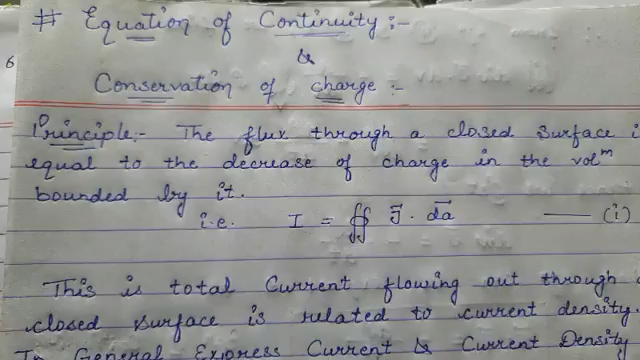 # Equation of Continuity :-
&
Conservation of charge :-
6
Principle:- The flux through a closed surface i
equal to the decrease of charge in the volᵐ
bounded by it.
i.e. I = ∯ J⃗ . da⃗ —— (i)
This is total Current flowing out through
closed surface is related to current density.
In General Express Current & Current Density